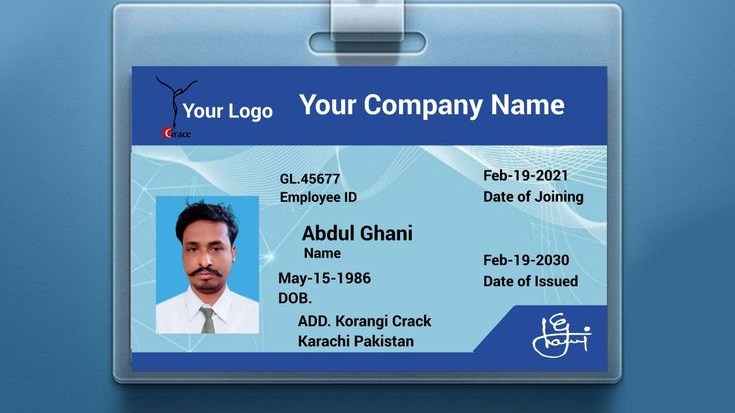 Your Logo
Grace
Your Company Name
GL.45677
Employee ID
Feb-19-2021
Date of Joining
Abdul Ghani
Name
Feb-19-2030
Date of Issued
May-15-1986
DOB.
ADD. Korangi Crack
Karachi Pakistan